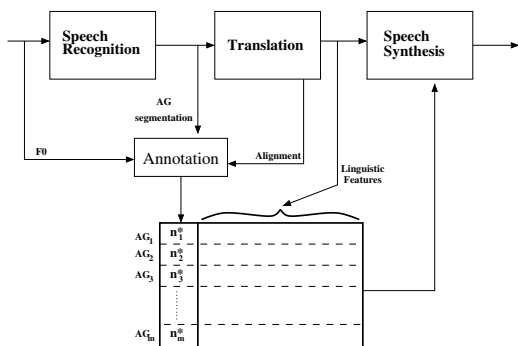 Speech
Recognition
Translation
Speech
Synthesis
AG
segmentation
F0
Annotation
Alignment
Linguistic
Features
AG₁ n*₁
AG₂ n*₂
AG₃ n*₃
AGₘ n*ₘ